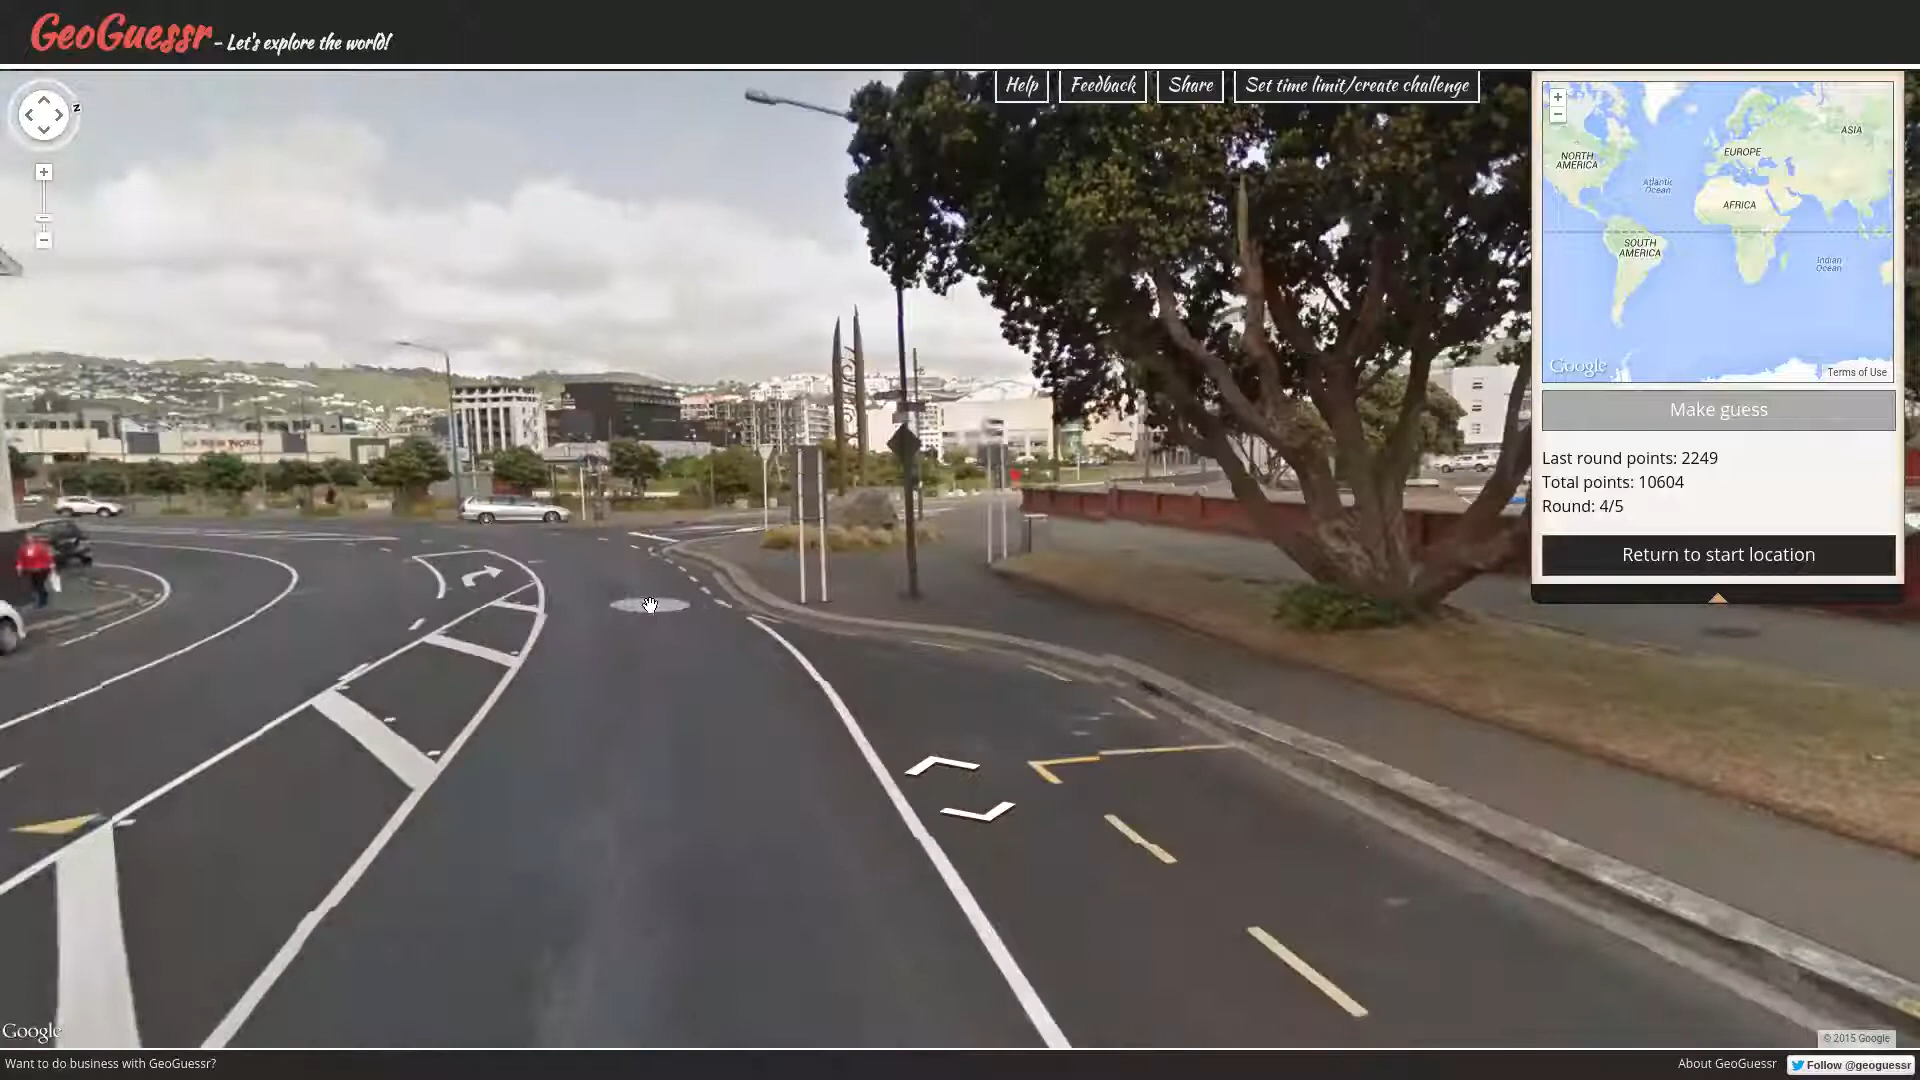 GeoGuessr - Let's explore the world!
Help
Feedback
Share
Set time limit/create challenge
z
+
−
+
−
NORTH AMERICA
Atlantic Ocean
EUROPE
ASIA
AFRICA
SOUTH AMERICA
Indian Ocean
Google
Terms of Use
Make guess
Last round points: 2249
Total points: 10604
Round: 4/5
Return to start location
NEW WORLD
Google
© 2015 Google
Want to do business with GeoGuessr?
About GeoGuessr
Follow @geoguessr